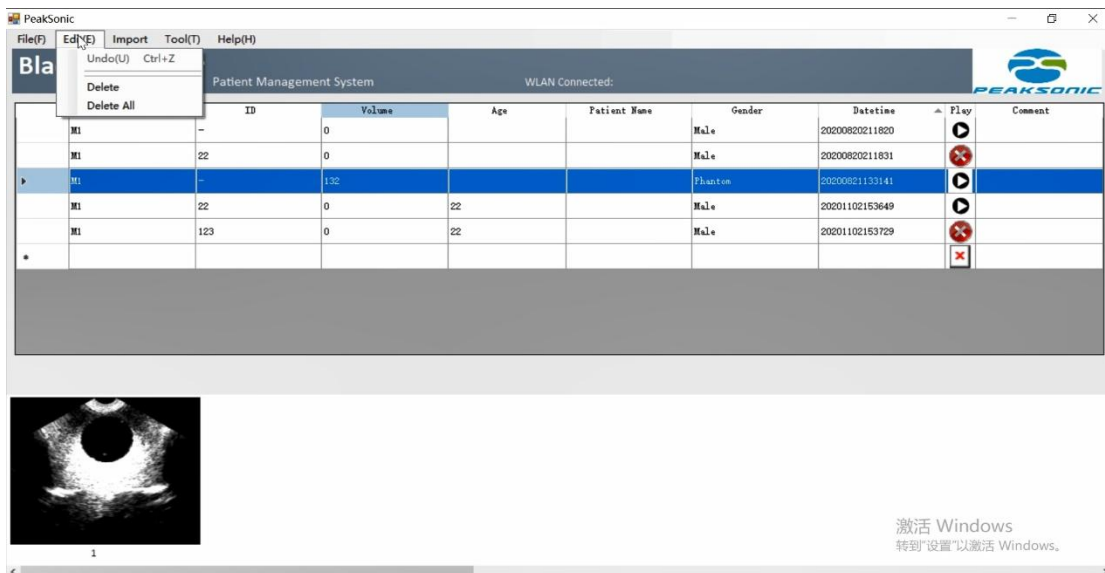 PeakSonic
File(F) Edi (E) Import Tool(T) Help(H)
Undo(U) Ctrl+Z
Delete
Delete All
Bla
Patient Management System WLAN Connected:
PEAKSONIC
ID Volume Age Patient Name Gender Datetime Play Comment
M1 - 0 Male 20200820211820
M1 22 0 Male 20200820211831
M1 - 132 Phantom 20200821133141
M1 22 0 22 Male 20201102153649
M1 123 0 22 Male 20201102153729
1
激活 Windows
转到"设置"以激活 Windows。